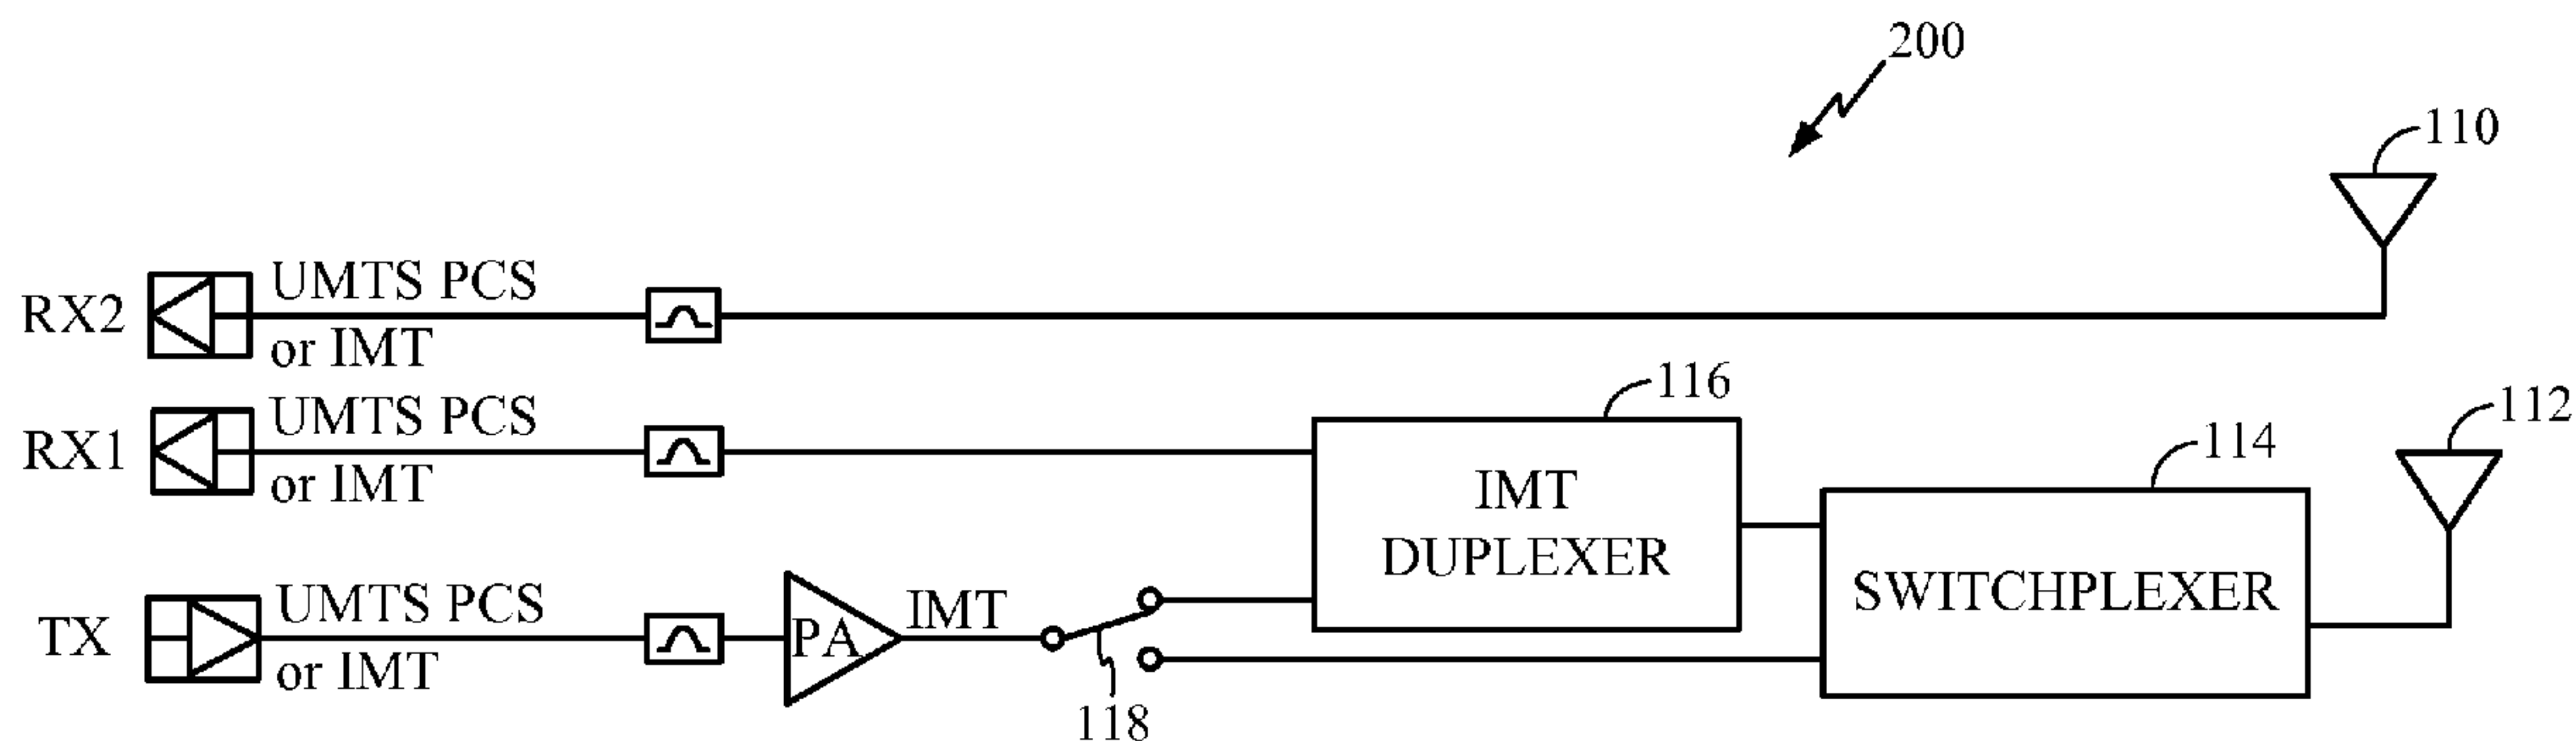 200
110
RX2
UMTS PCS
or IMT
RX1
UMTS PCS
or IMT
116
IMT
DUPLEXER
114
SWITCHPLEXER
112
TX
UMTS PCS
or IMT
PA
IMT
118